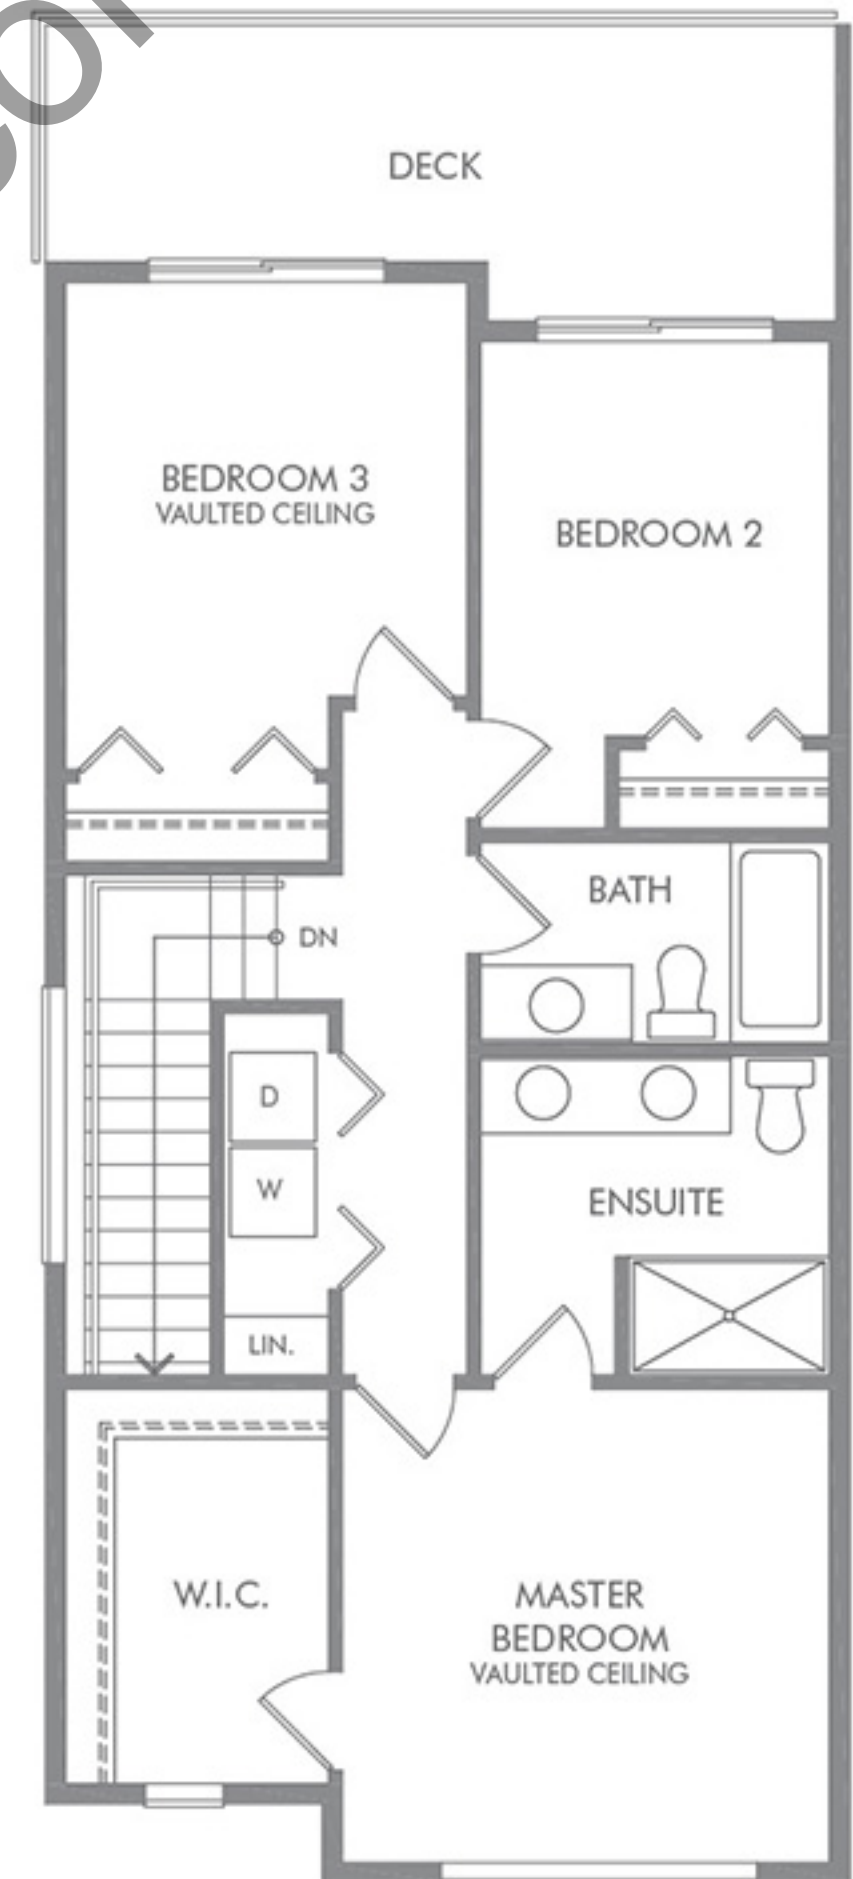 DECK
BEDROOM 3
VAULTED CEILING
BEDROOM 2
BATH
DN
D
W
ENSUITE
LIN.
W.I.C.
MASTER
BEDROOM
VAULTED CEILING